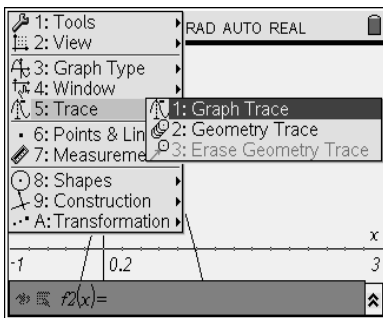 1: Tools
RAD AUTO REAL
2: View
3: Graph Type
4: Window
5: Trace
1: Graph Trace
6: Points & Lin
2: Geometry Trace
7: Measureme
3: Erase Geometry Trace
8: Shapes
9: Construction
A: Transformation
x
-1
0.2
3
f2(x)=